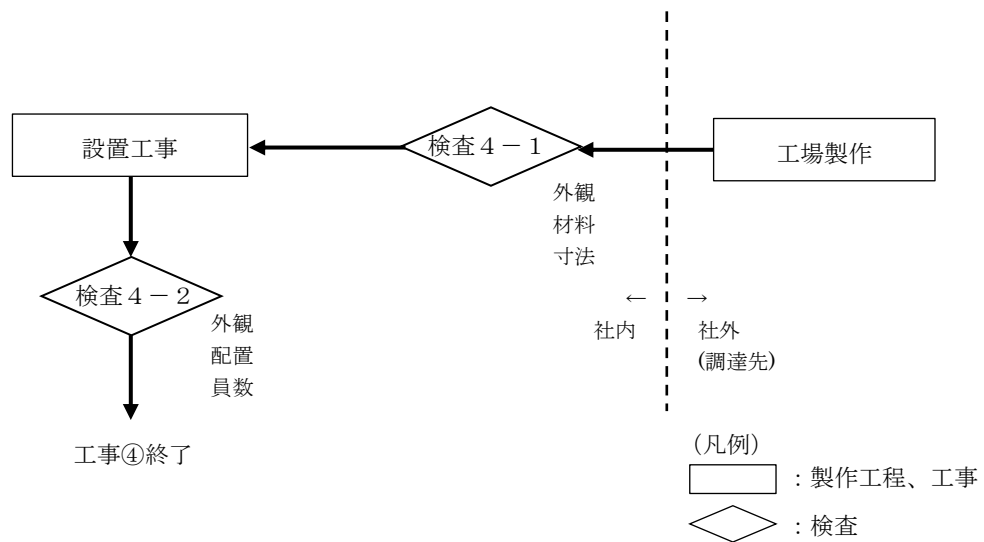 設置工事
検査4-1
工場製作
外観
材料
寸法
検査4-2
外観
配置
員数
← →
社内 社外
(調達先)
工事④終了
(凡例)
:製作工程、工事
:検査